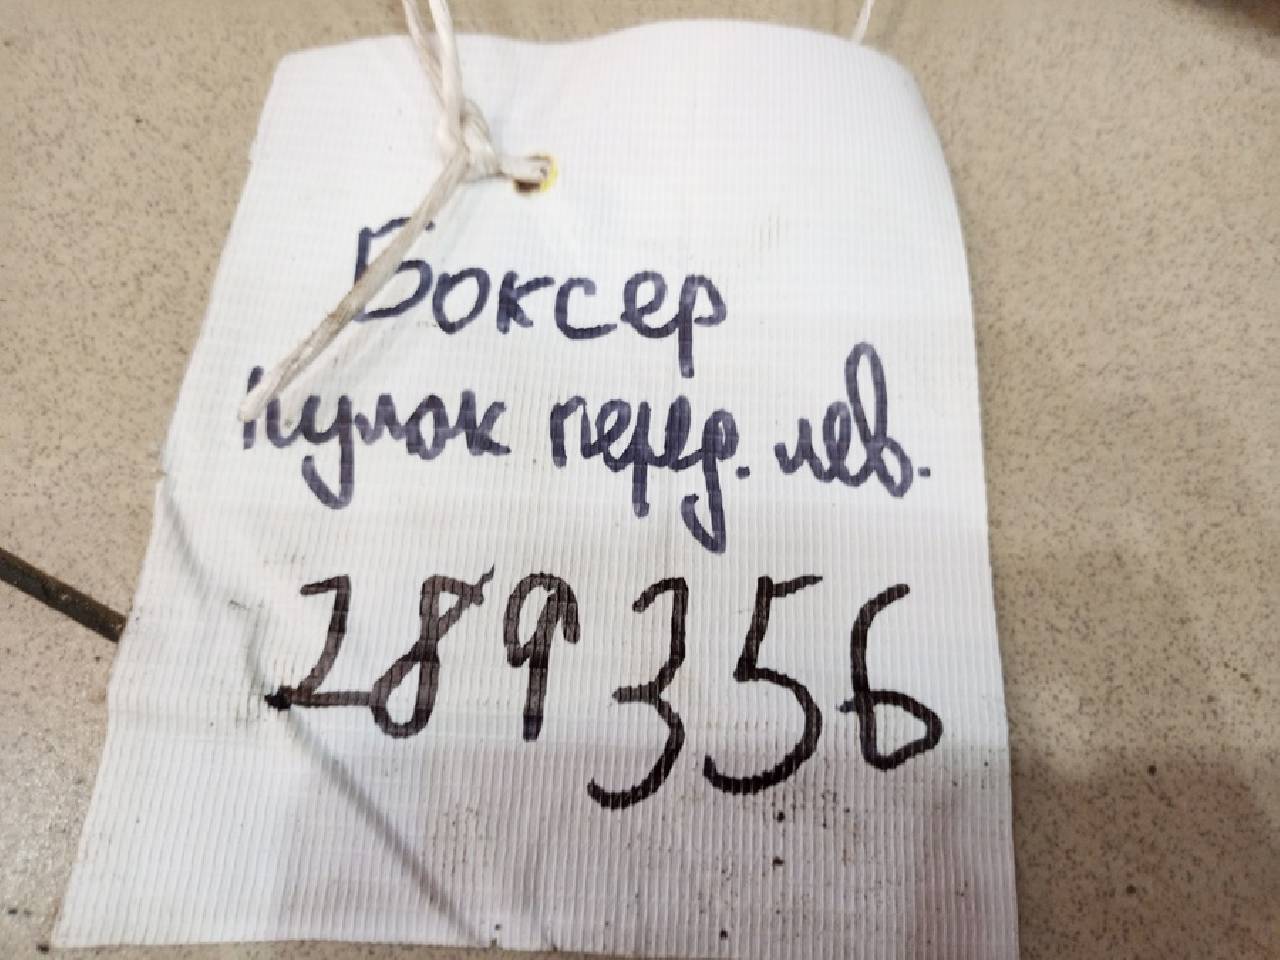 Боксер
кулак перед. лев.
289356